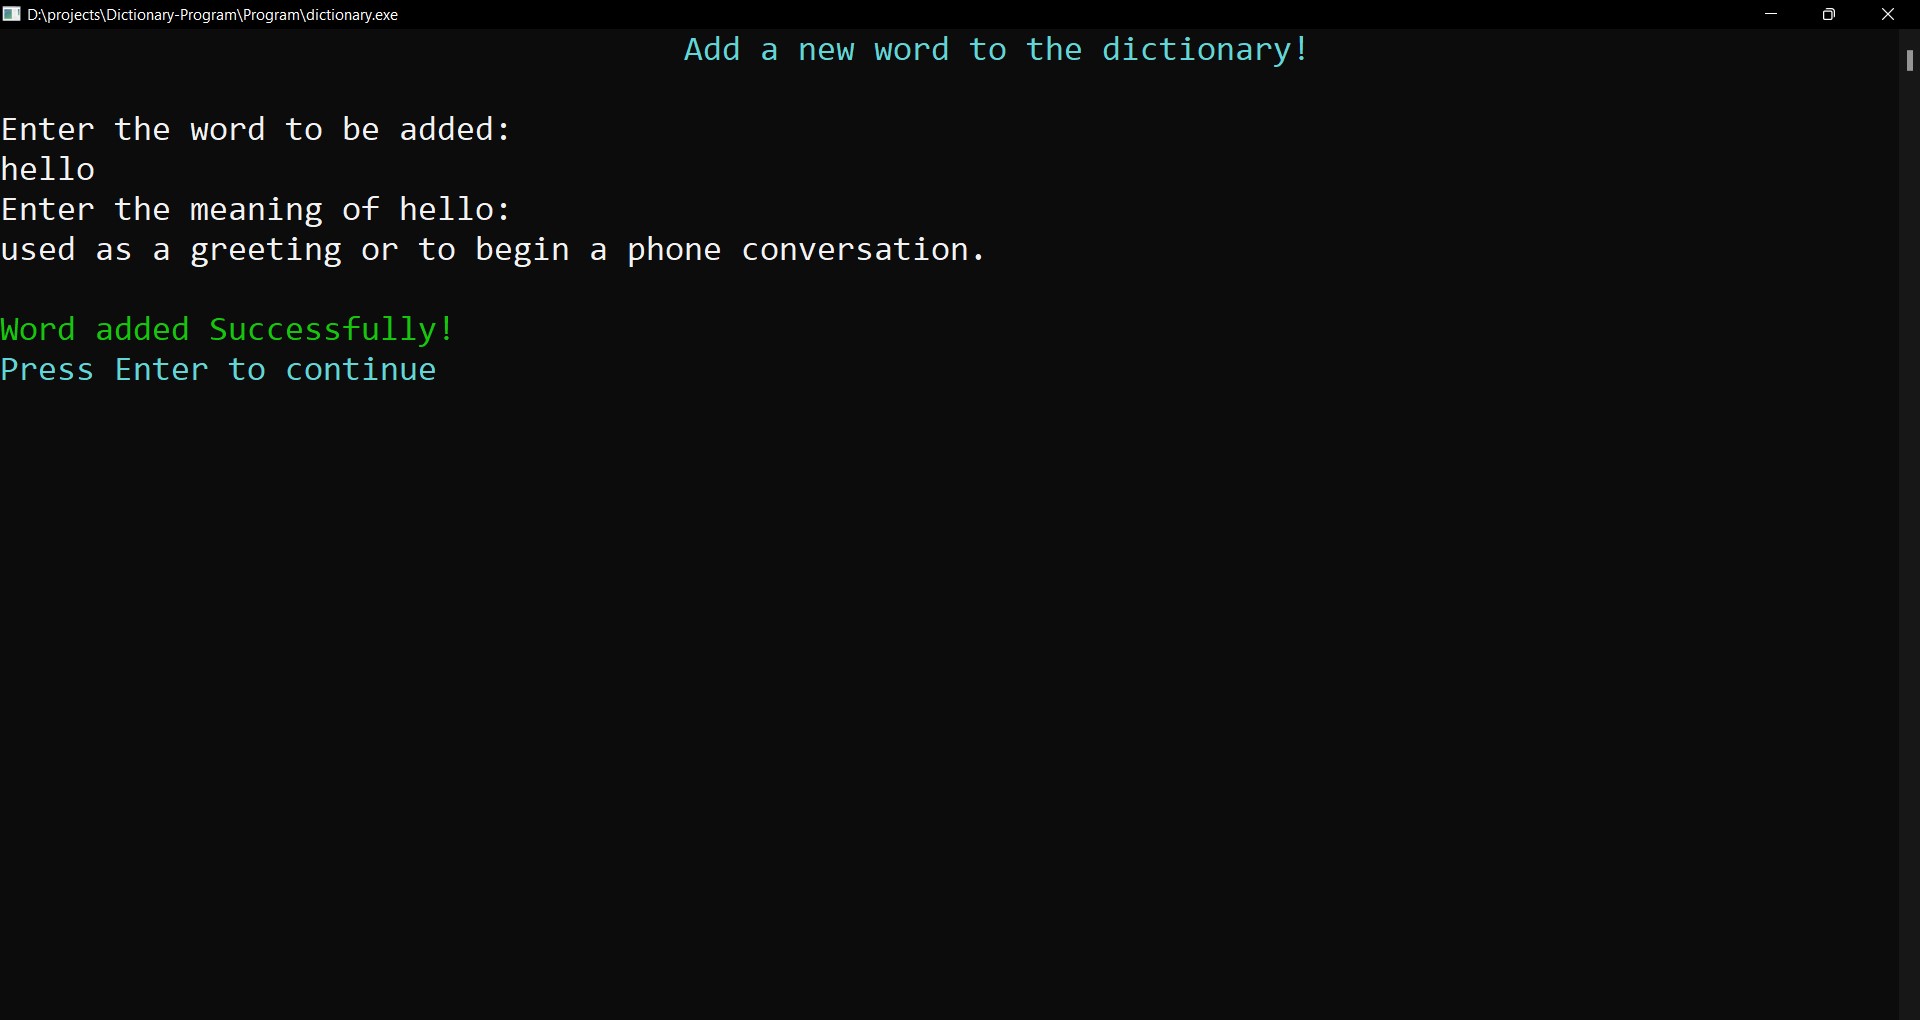 D:\projects\Dictionary-Program\Program\dictionary.exe
Add a new word to the dictionary!
Enter the word to be added:
hello
Enter the meaning of hello:
used as a greeting or to begin a phone conversation.
Word added Successfully!
Press Enter to continue